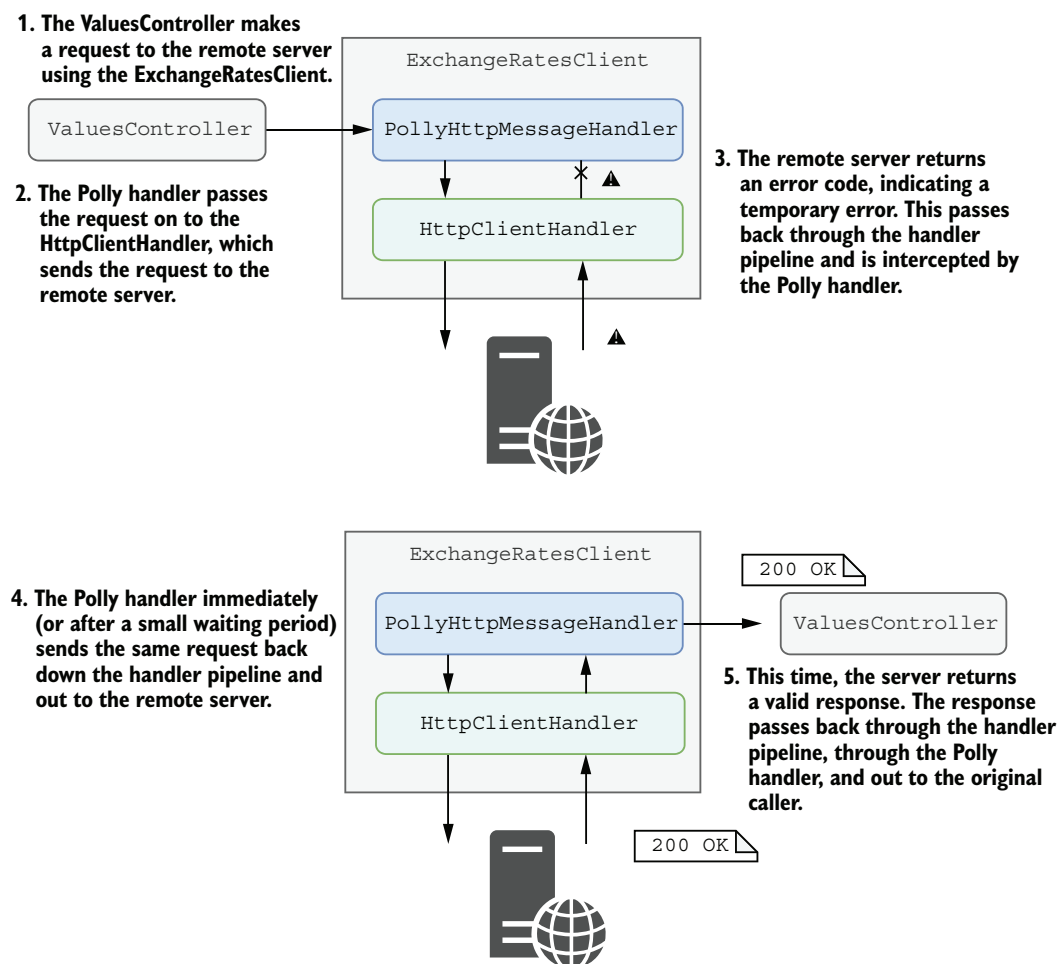 1. The ValuesController makes
a request to the remote server
using the ExchangeRatesClient.
ExchangeRatesClient
ValuesController
PollyHttpMessageHandler
2. The Polly handler passes
the request on to the
HttpClientHandler, which
sends the request to the
remote server.
HttpClientHandler
3. The remote server returns
an error code, indicating a
temporary error. This passes
back through the handler
pipeline and is intercepted by
the Polly handler.
ExchangeRatesClient
200 OK
4. The Polly handler immediately
(or after a small waiting period)
sends the same request back
down the handler pipeline and
out to the remote server.
PollyHttpMessageHandler
ValuesController
HttpClientHandler
5. This time, the server returns
a valid response. The response
passes back through the handler
pipeline, through the Polly
handler, and out to the original
caller.
200 OK